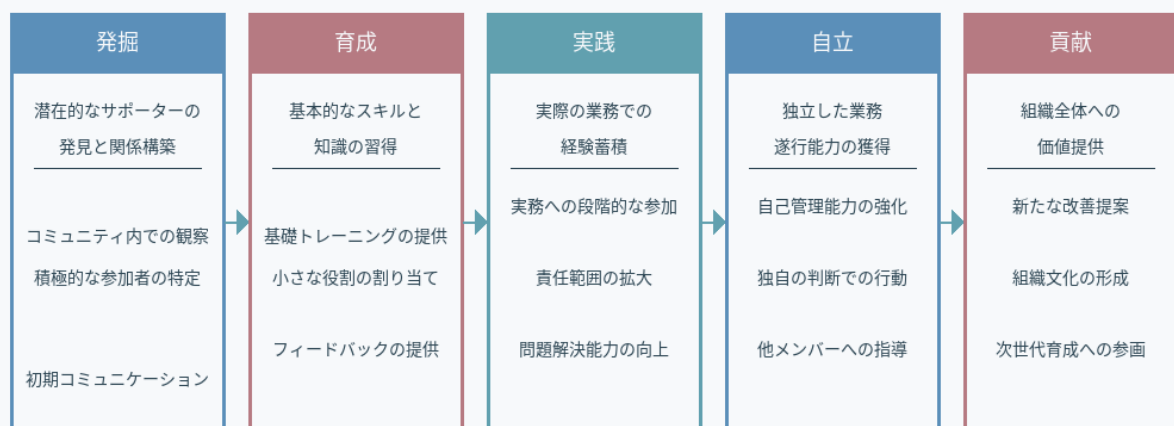 発掘
潜在的なサポーターの
発見と関係構築
コミュニティ内での観察
積極的な参加者の特定
初期コミュニケーション
育成
基本的なスキルと
知識の習得
基礎トレーニングの提供
小さな役割の割り当て
フィードバックの提供
実践
実際の業務での
経験蓄積
実務への段階的な参加
責任範囲の拡大
問題解決能力の向上
自立
独立した業務
遂行能力の獲得
自己管理能力の強化
独自の判断での行動
他メンバーへの指導
貢献
組織全体への
価値提供
新たな改善提案
組織文化の形成
次世代育成への参画